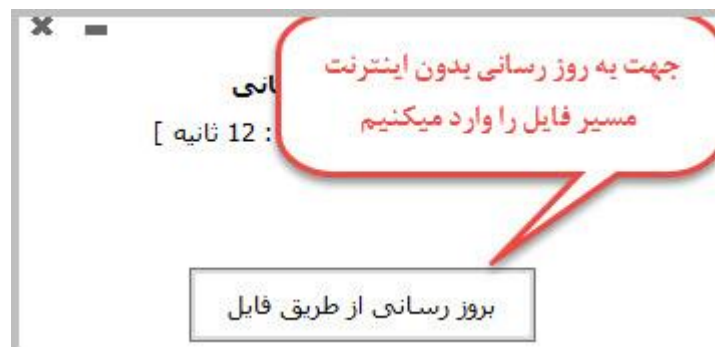 جهت به روز رسانی بدون اینترنت
مسیر فایل را وارد میکنیم
: 12 ثانیه ]
بروز رسانی از طریق فایل